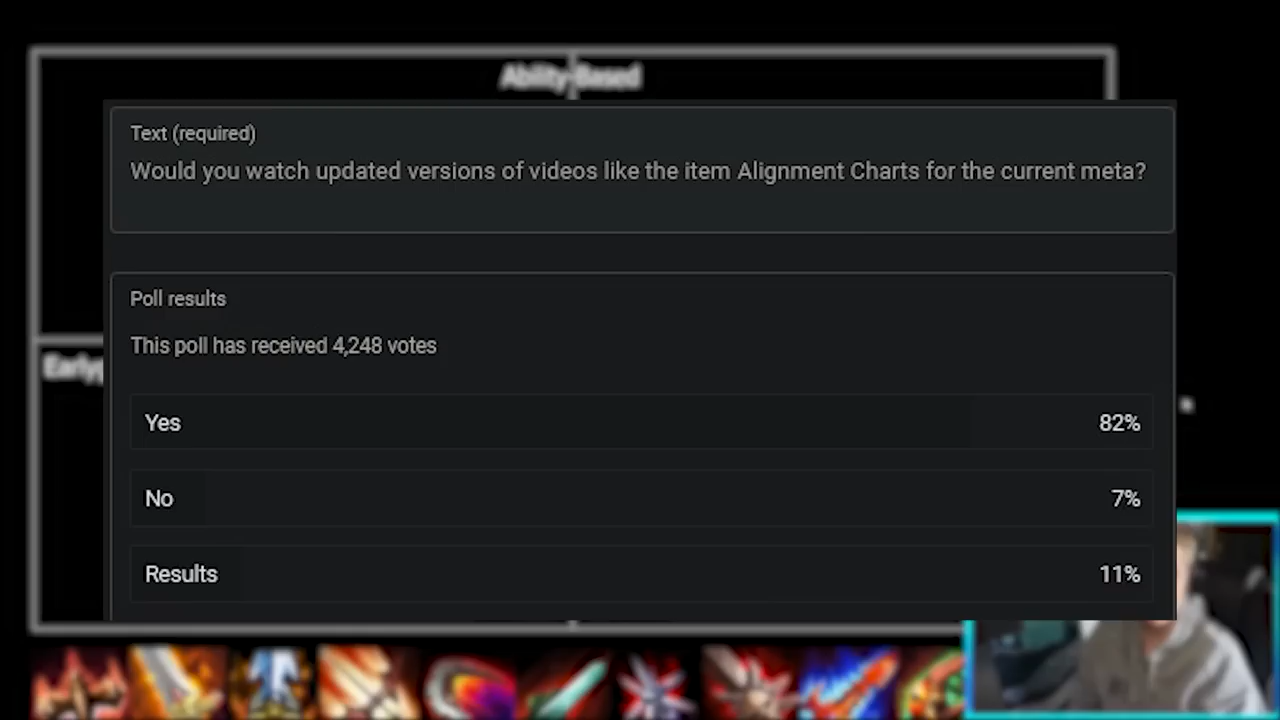 Ability-Based
Text (required)
Would you watch updated versions of videos like the item Alignment Charts for the current meta?
Poll results
This poll has received 4,248 votes
Early
Yes 82%
No 7%
Results 11%